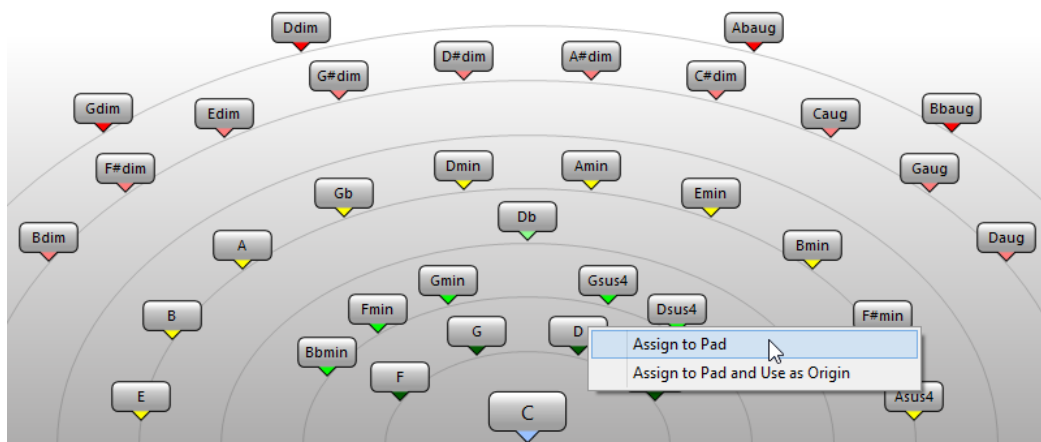 Ddim
Abaug
D#dim
A#dim
G#dim
C#dim
Gdim
Edim
Caug
Bbaug
F#dim
Dmin
Amin
Gaug
Gb
Emin
Db
Bdim
A
Bmin
Daug
Gmin
Gsus4
Fmin
Dsus4
B
F#min
G
D
Assign to Pad
Bbmin
Assign to Pad and Use as Origin
F
E
Asus4
C